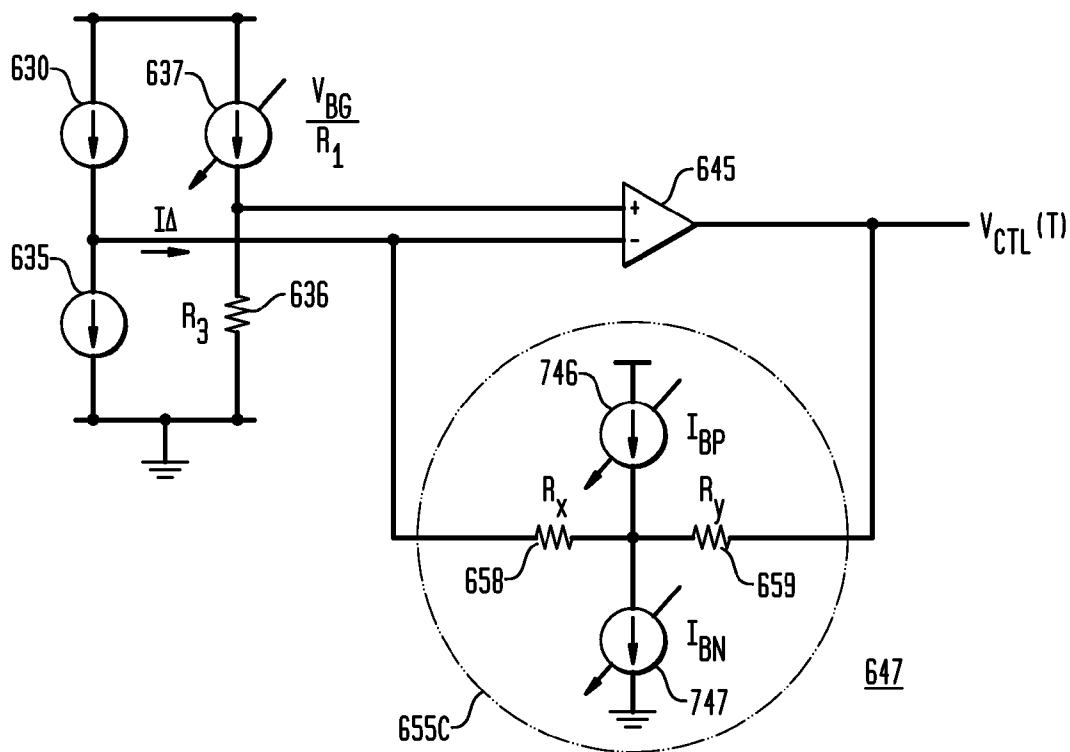 630
637
V_BG
R_1
645
+
-
V_CTL (T)
IΔ
635
R_3
636
746
I_BP
R_x
R_y
658
659
I_BN
747
655C
647